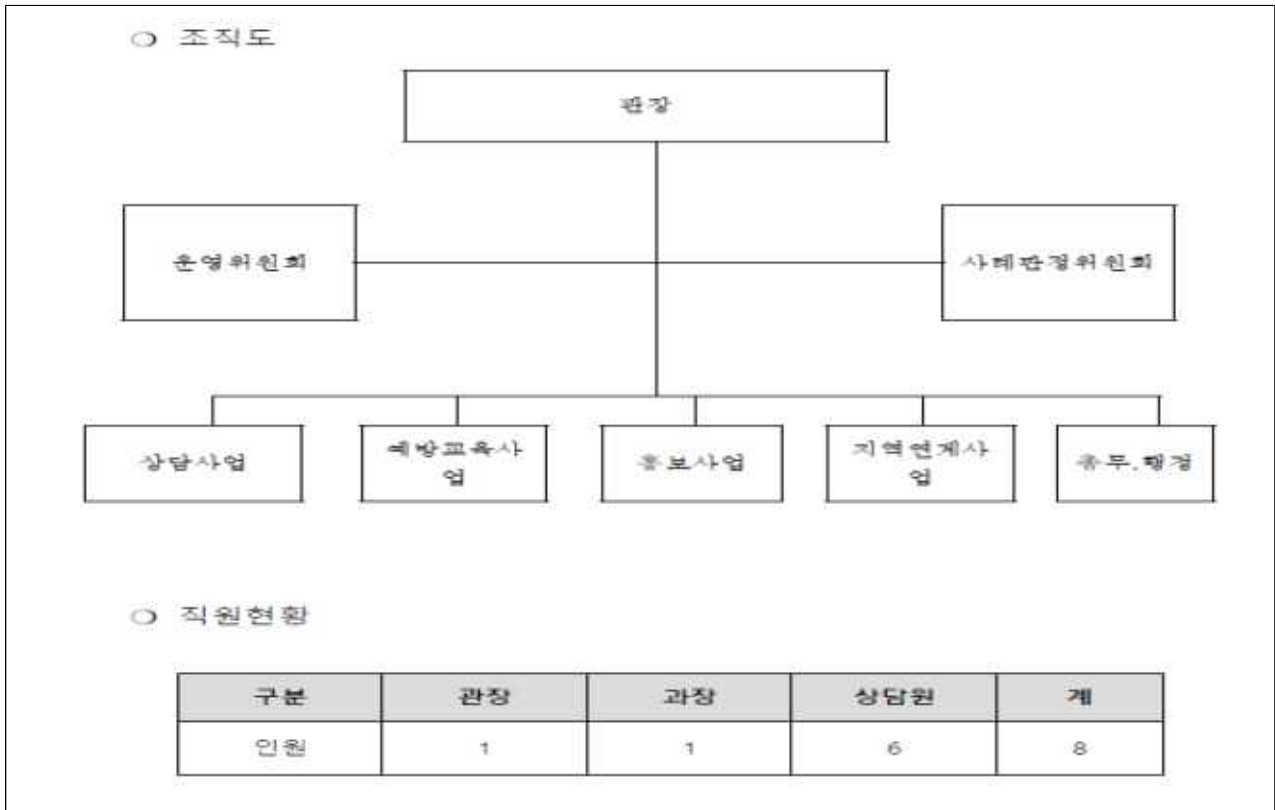 ○ 조직도
관장
운영위원회
사례판정위원회
상담사업
예방교육사
업
홍보사업
지역연계사
업
총무.행정
○ 직원현황
구분 관장 과장 상담원 계
인원 1 1 6 8